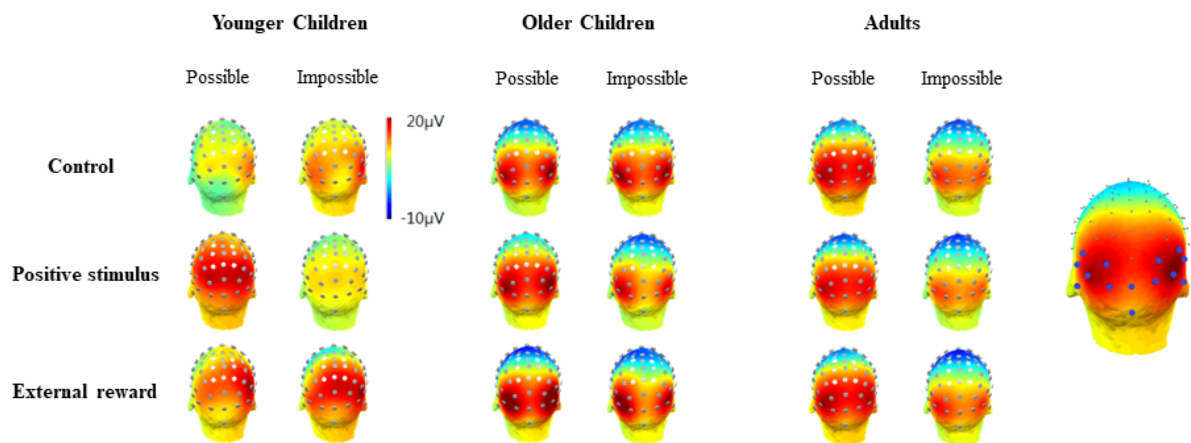 Younger Children Older Children Adults
Possible Impossible Possible Impossible Possible Impossible
20µV
Control
-10µV
Positive stimulus
External reward